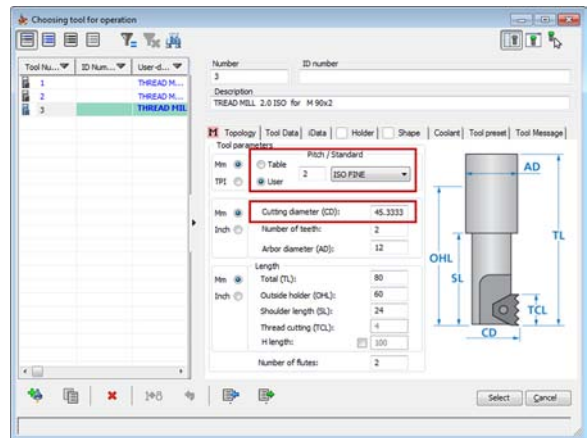 Choosing tool for operation
Tool Nu... ID Num... User-d...
1 THREAD M...
2 THREAD M...
3 THREAD MIL
Number ID number
3
Description
TREAD MILL 2.0 ISO for M 90x2
M Topology Tool Data iData Holder Shape Coolant Tool preset Tool Message
Tool parameters
Pitch / Standard
Mm Table
TPI User 2 ISO FINE
Mm Cutting diameter (CD): 45.3333
Inch Number of teeth: 2
Arbor diameter (AD): 12
Length
Mm Total (TL): 80
Inch Outside holder (OHL): 60
Shoulder length (SL): 24
Thread cutting (TCL): 4
H length: 100
Number of flutes: 2
AD
TL
OHL
SL
TCL
CD
Select Cancel